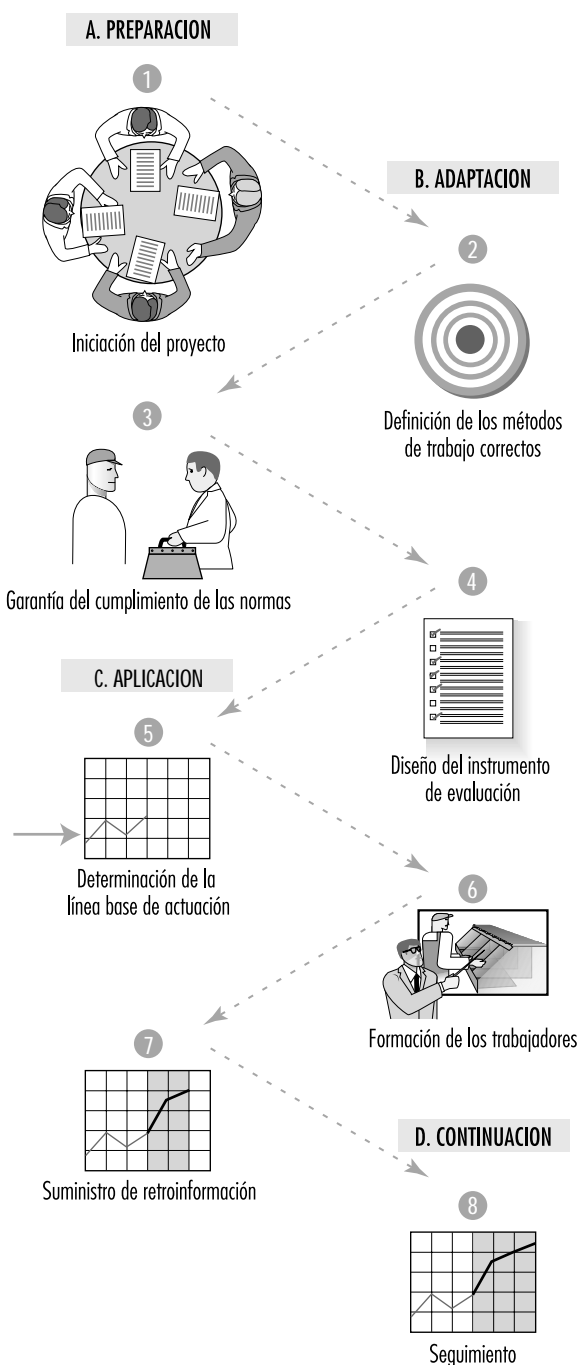 A. PREPARACION
1
Iniciación del proyecto
B. ADAPTACION
2
Definición de los métodos
de trabajo correctos
3
Garantía del cumplimiento de las normas
4
Diseño del instrumento
de evaluación
C. APLICACION
5
Determinación de la
línea base de actuación
6
Formación de los trabajadores
7
Suministro de retroinformación
D. CONTINUACION
8
Seguimiento